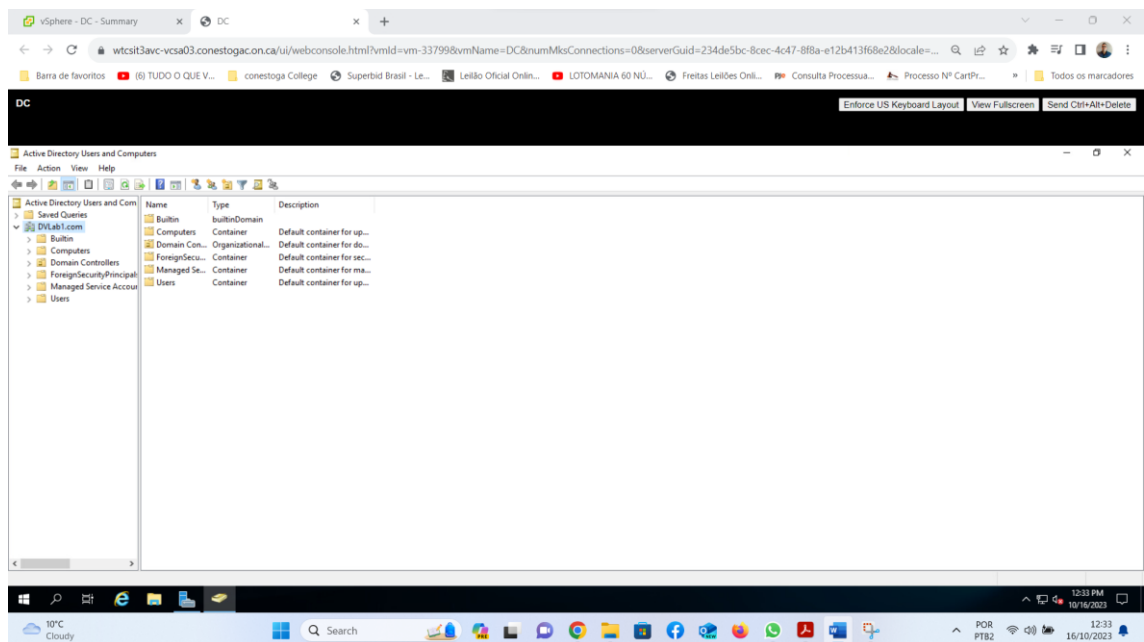 vSphere - DC - Summary
DC
wtcsit3avc-vcsa03.conestogac.on.ca/ui/webconsole.html?vmId=vm-33799&vmName=DC&numMksConnections=0&serverGuid=234de5bc-8cec-4c47-8f8a-e12b413f68e2&locale=...
Barra de favoritos (6) TUDO O QUE V... conestoga College Superbid Brasil - Le... Leilão Oficial Onlin... LOTOMANIA 60 NÚ... Freitas Leilões Onli... Consulta Processua... Processo Nº CartPr... » Todos os marcadores
DC Enforce US Keyboard Layout View Fullscreen Send Ctrl+Alt+Delete
Active Directory Users and Computers
File Action View Help
Active Directory Users and Com
Saved Queries
DVLab1.com
Builtin
Computers
Domain Controllers
ForeignSecurityPrincipals
Managed Service Accour
Users
Name Type Description
Builtin builtinDomain
Computers Container Default container for up...
Domain Con... Organizational... Default container for do...
ForeignSecu... Container Default container for sec...
Managed Se... Container Default container for ma...
Users Container Default container for up...
12:33 PM
10/16/2023
10°C
Cloudy
Search
POR
PTB2
12:33
16/10/2023